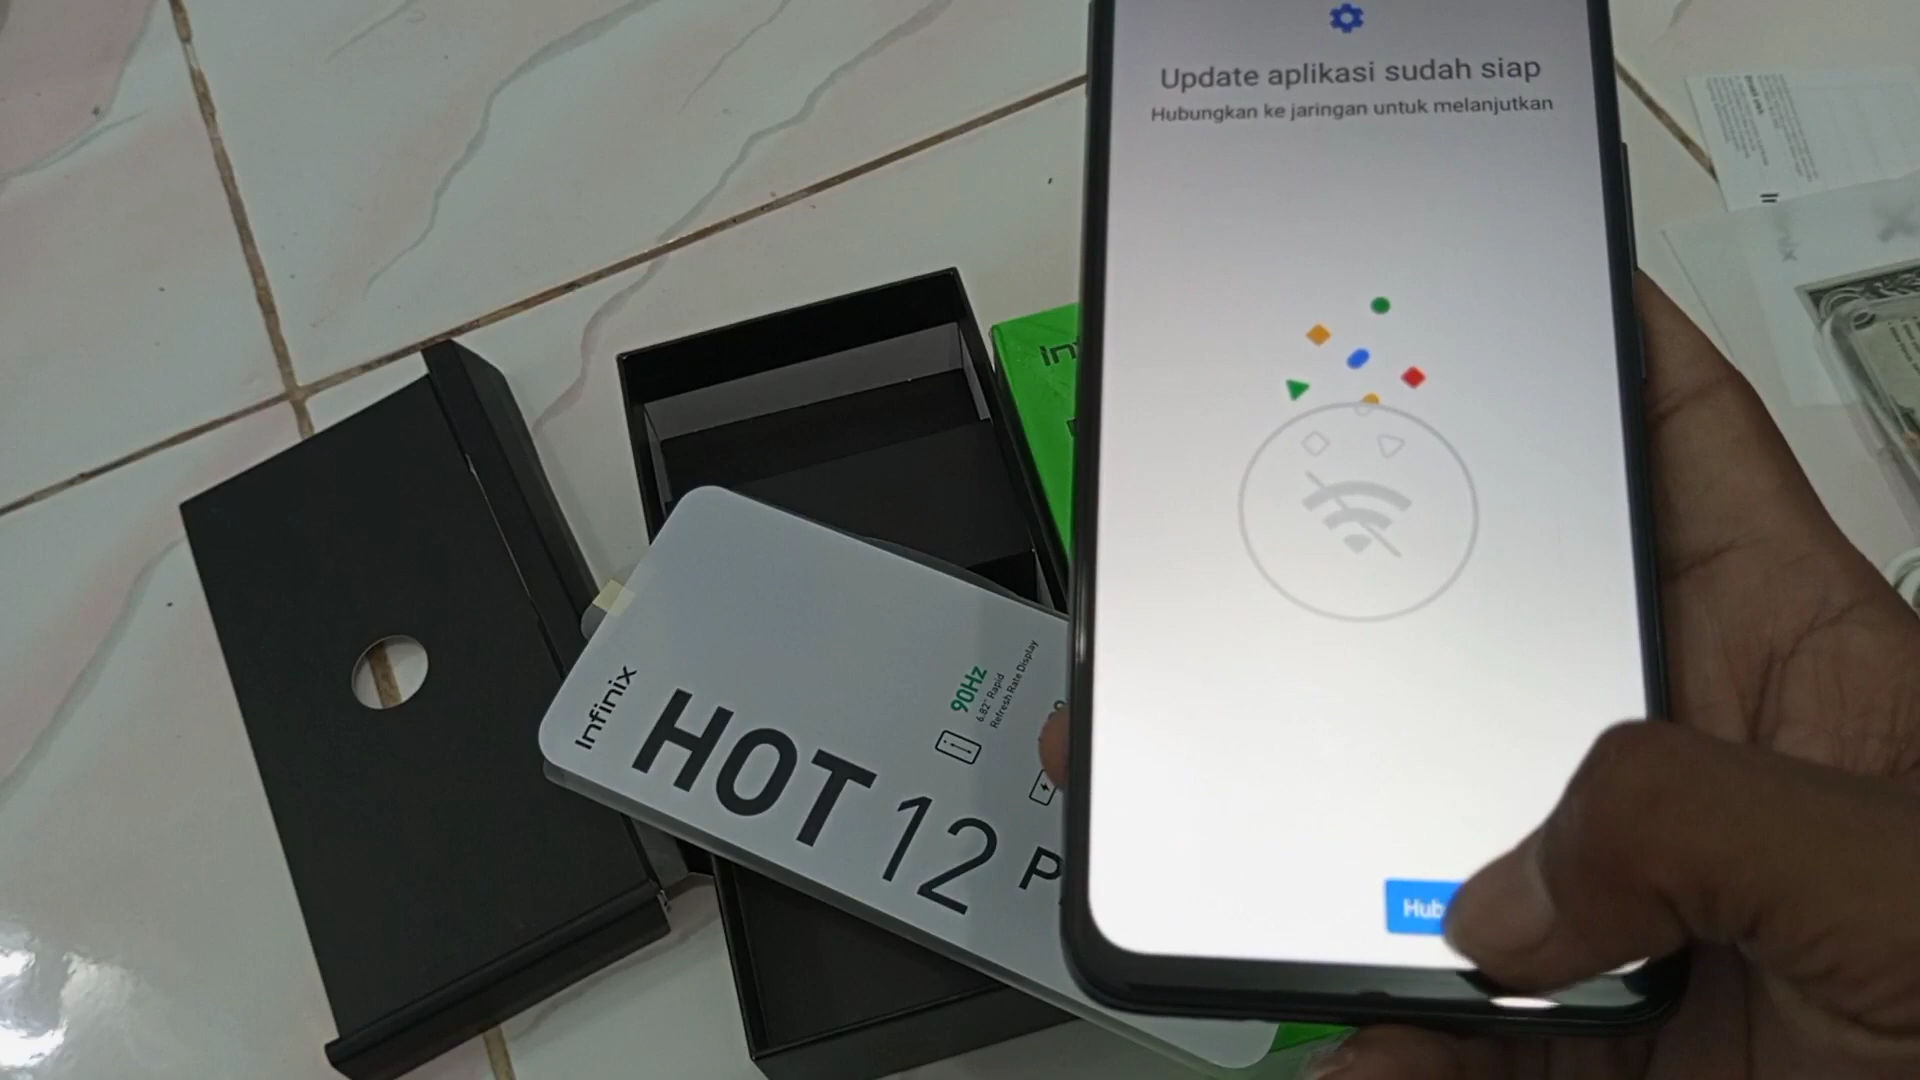 Update aplikasi sudah siap
Hubungkan ke jaringan untuk melanjutkan
Hub
Infinix
HOT 12 P
90Hz
6.82" Rapid
Refresh Rate Display